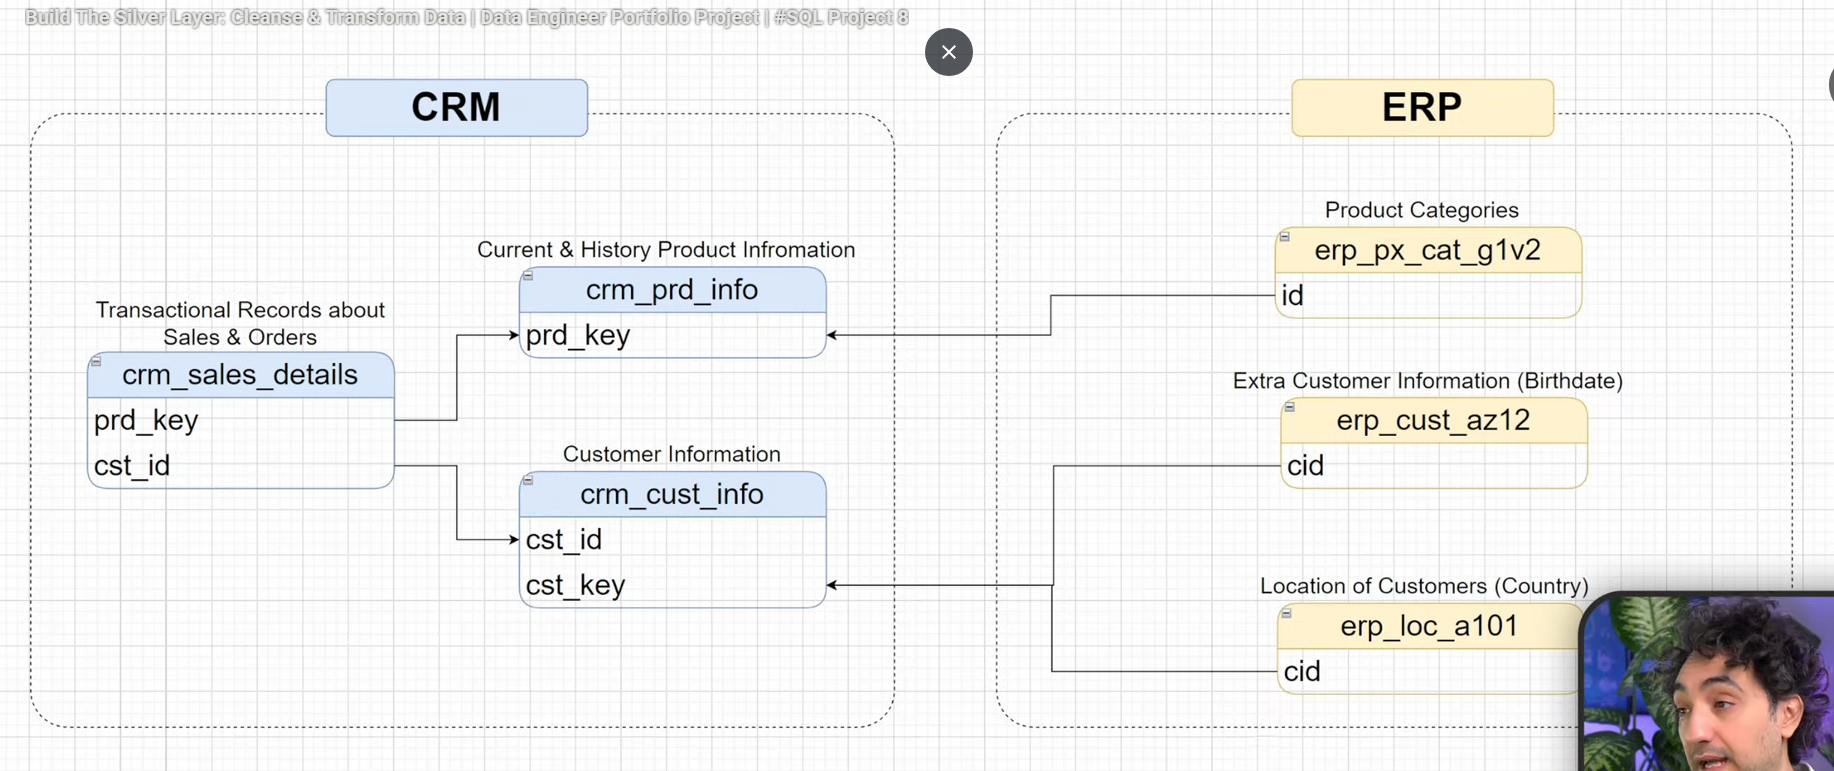 Build The Silver Layer: Cleanse & Transform Data | Data Engineer Portfolio Project | #SQL Project 8
CRM
Transactional Records about
Sales & Orders
crm_sales_details
prd_key
cst_id
Current & History Product Infromation
crm_prd_info
prd_key
Customer Information
crm_cust_info
cst_id
cst_key
ERP
Product Categories
erp_px_cat_g1v2
id
Extra Customer Information (Birthdate)
erp_cust_az12
cid
Location of Customers (Country)
erp_loc_a101
cid